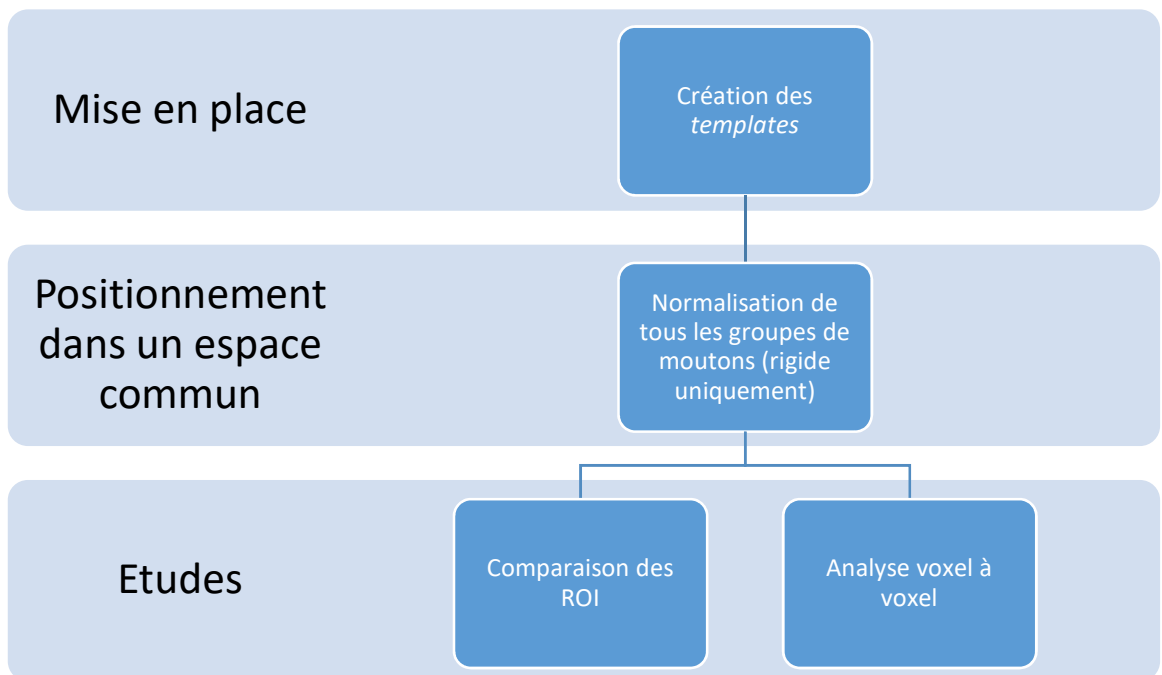 Mise en place
Création des
templates
Positionnement
dans un espace
commun
Normalisation de
tous les groupes de
moutons (rigide
uniquement)
Etudes
Comparaison des
ROI
Analyse voxel à
voxel